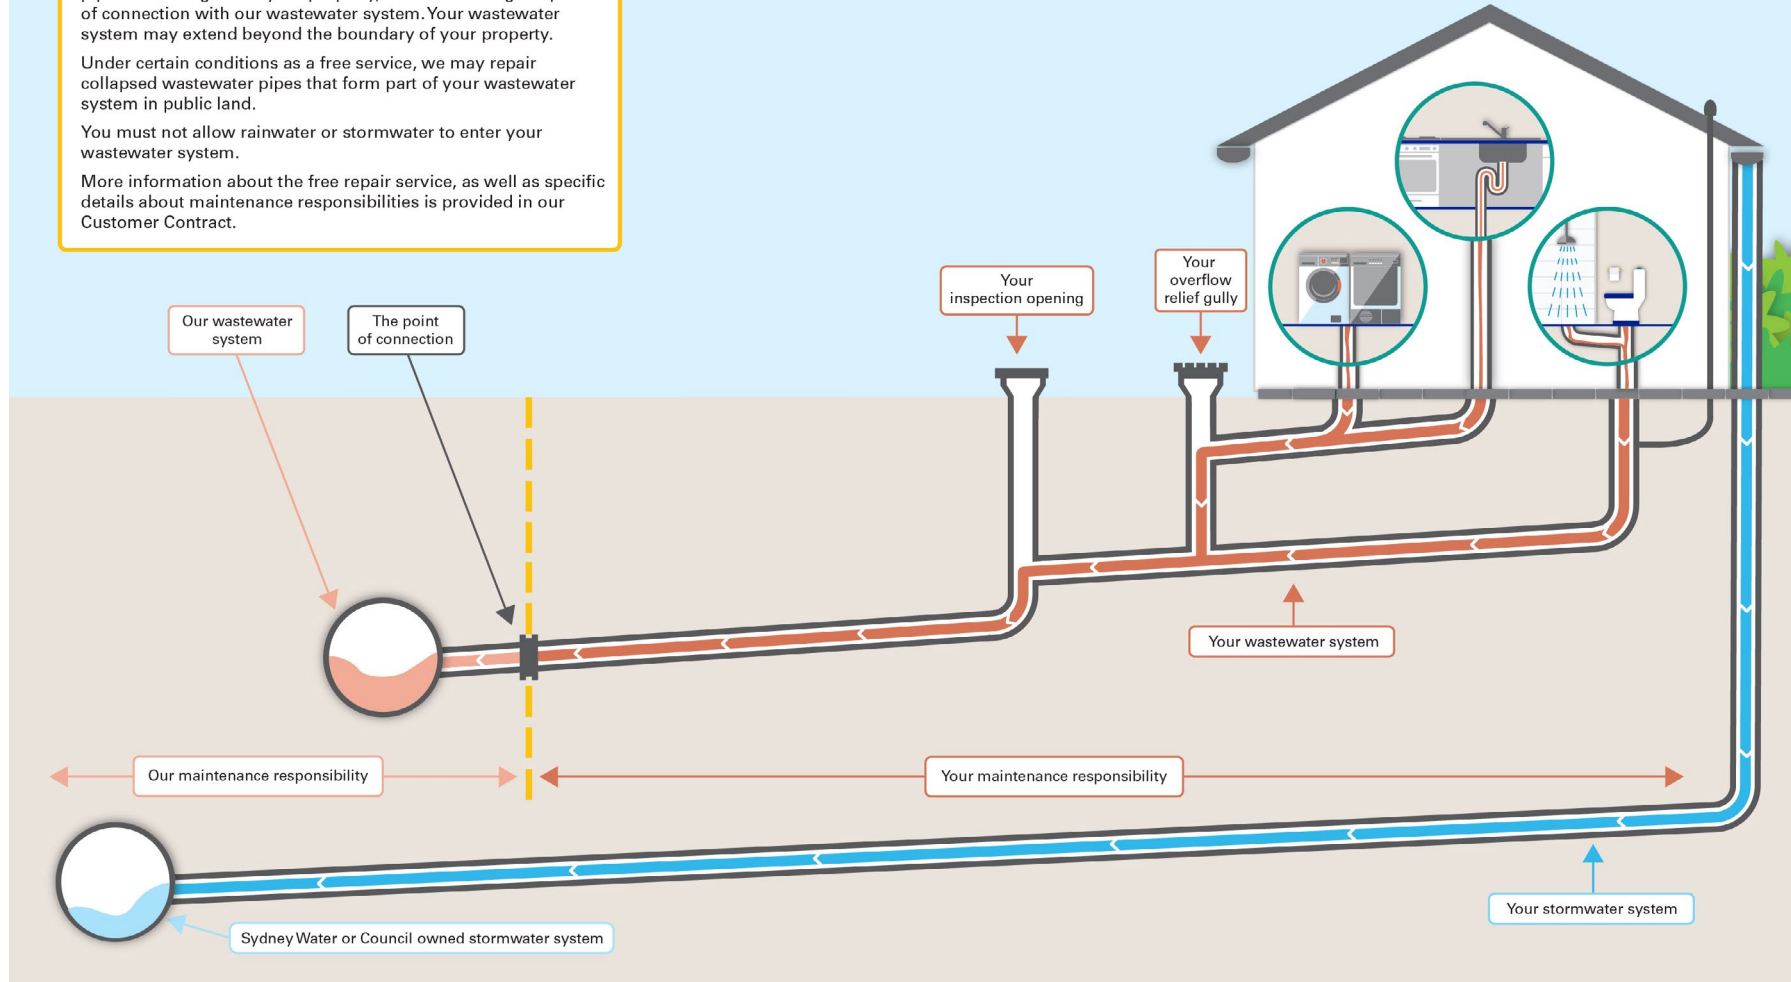 of connection with our wastewater system. Your wastewater
system may extend beyond the boundary of your property.
Under certain conditions as a free service, we may repair
collapsed wastewater pipes that form part of your wastewater
system in public land.
You must not allow rainwater or stormwater to enter your
wastewater system.
More information about the free repair service, as well as specific
details about maintenance responsibilities is provided in our
Customer Contract.
Our wastewater
system
The point
of connection
Your
inspection opening
Your
overflow
relief gully
Your wastewater system
Our maintenance responsibility
Your maintenance responsibility
Your stormwater system
Sydney Water or Council owned stormwater system